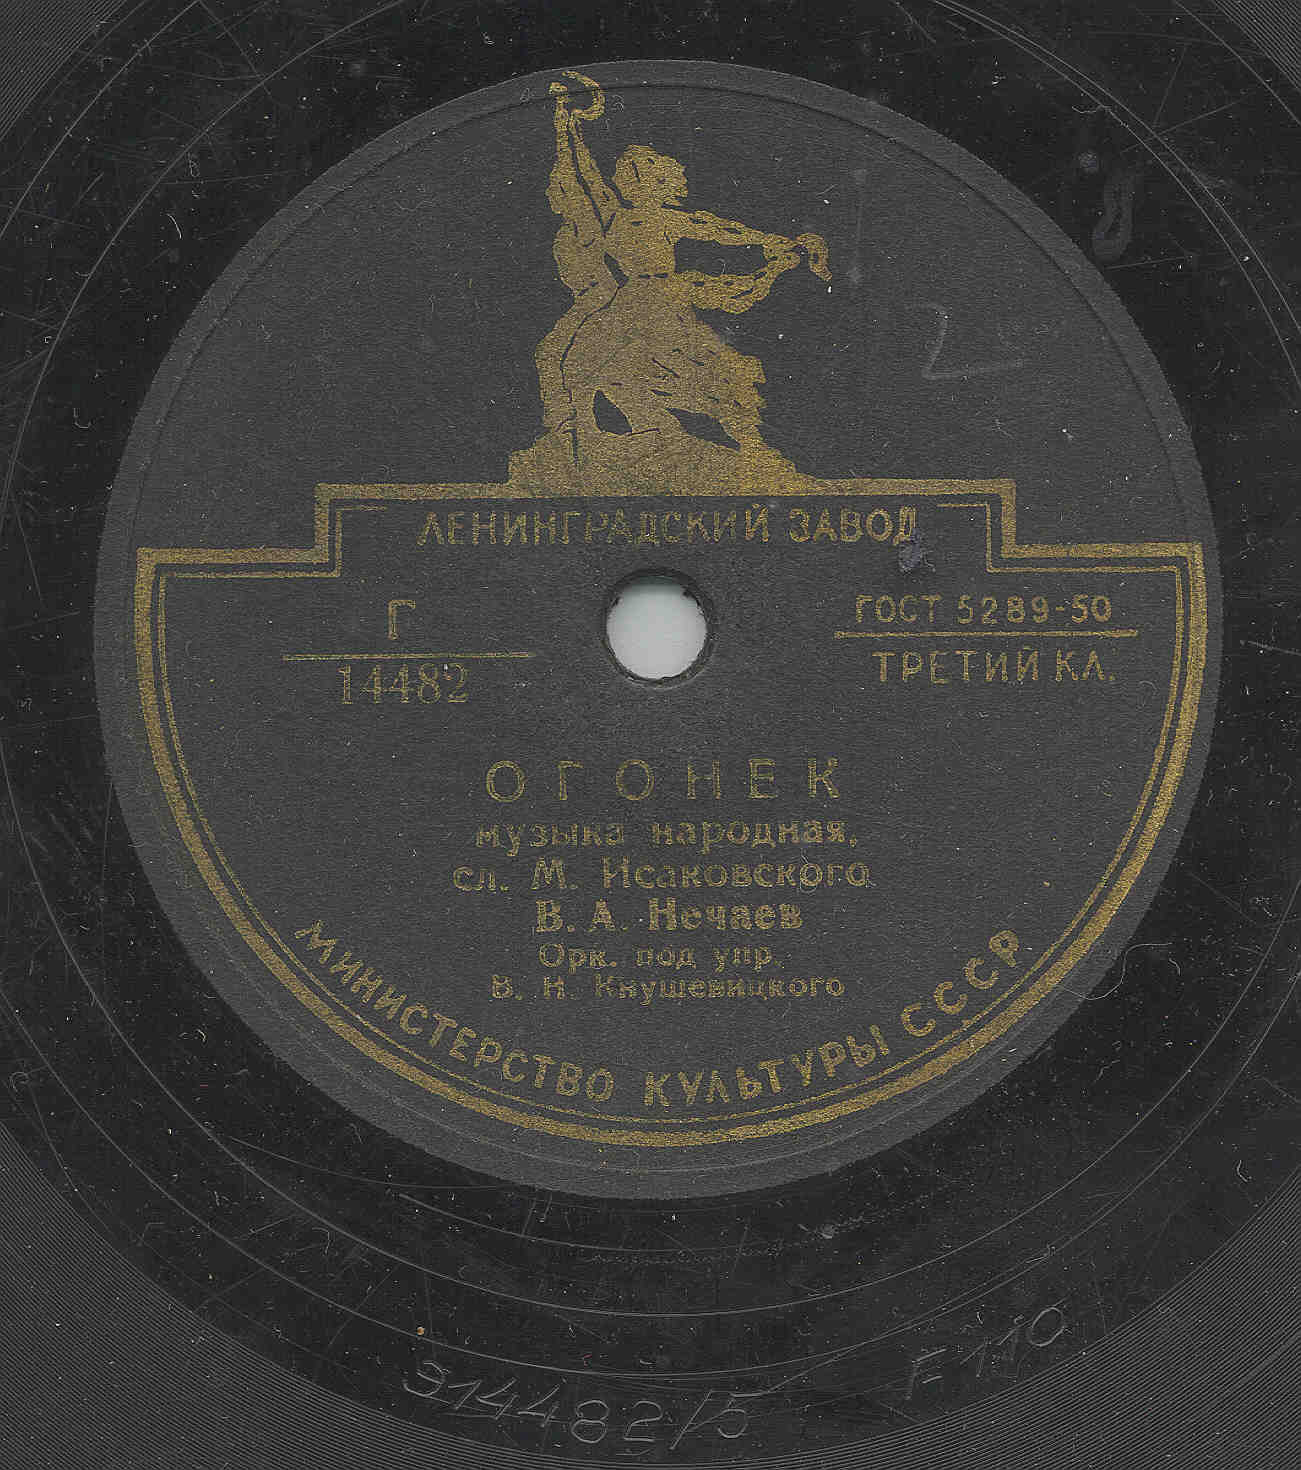 ЛЕНИНГРАДСКИЙ ЗАВОД
Г
14482
ГОСТ 5289-50
ТРЕТИЙ КЛ.
ОГОНЕК
музыка народная,
сл. М. Исаковского
В. А. Нечаев
Орк. под упр.
В. Н. Кнушевицкого
МИНИСТЕРСТВО КУЛЬТУРЫ СССР
314482/5
F 110